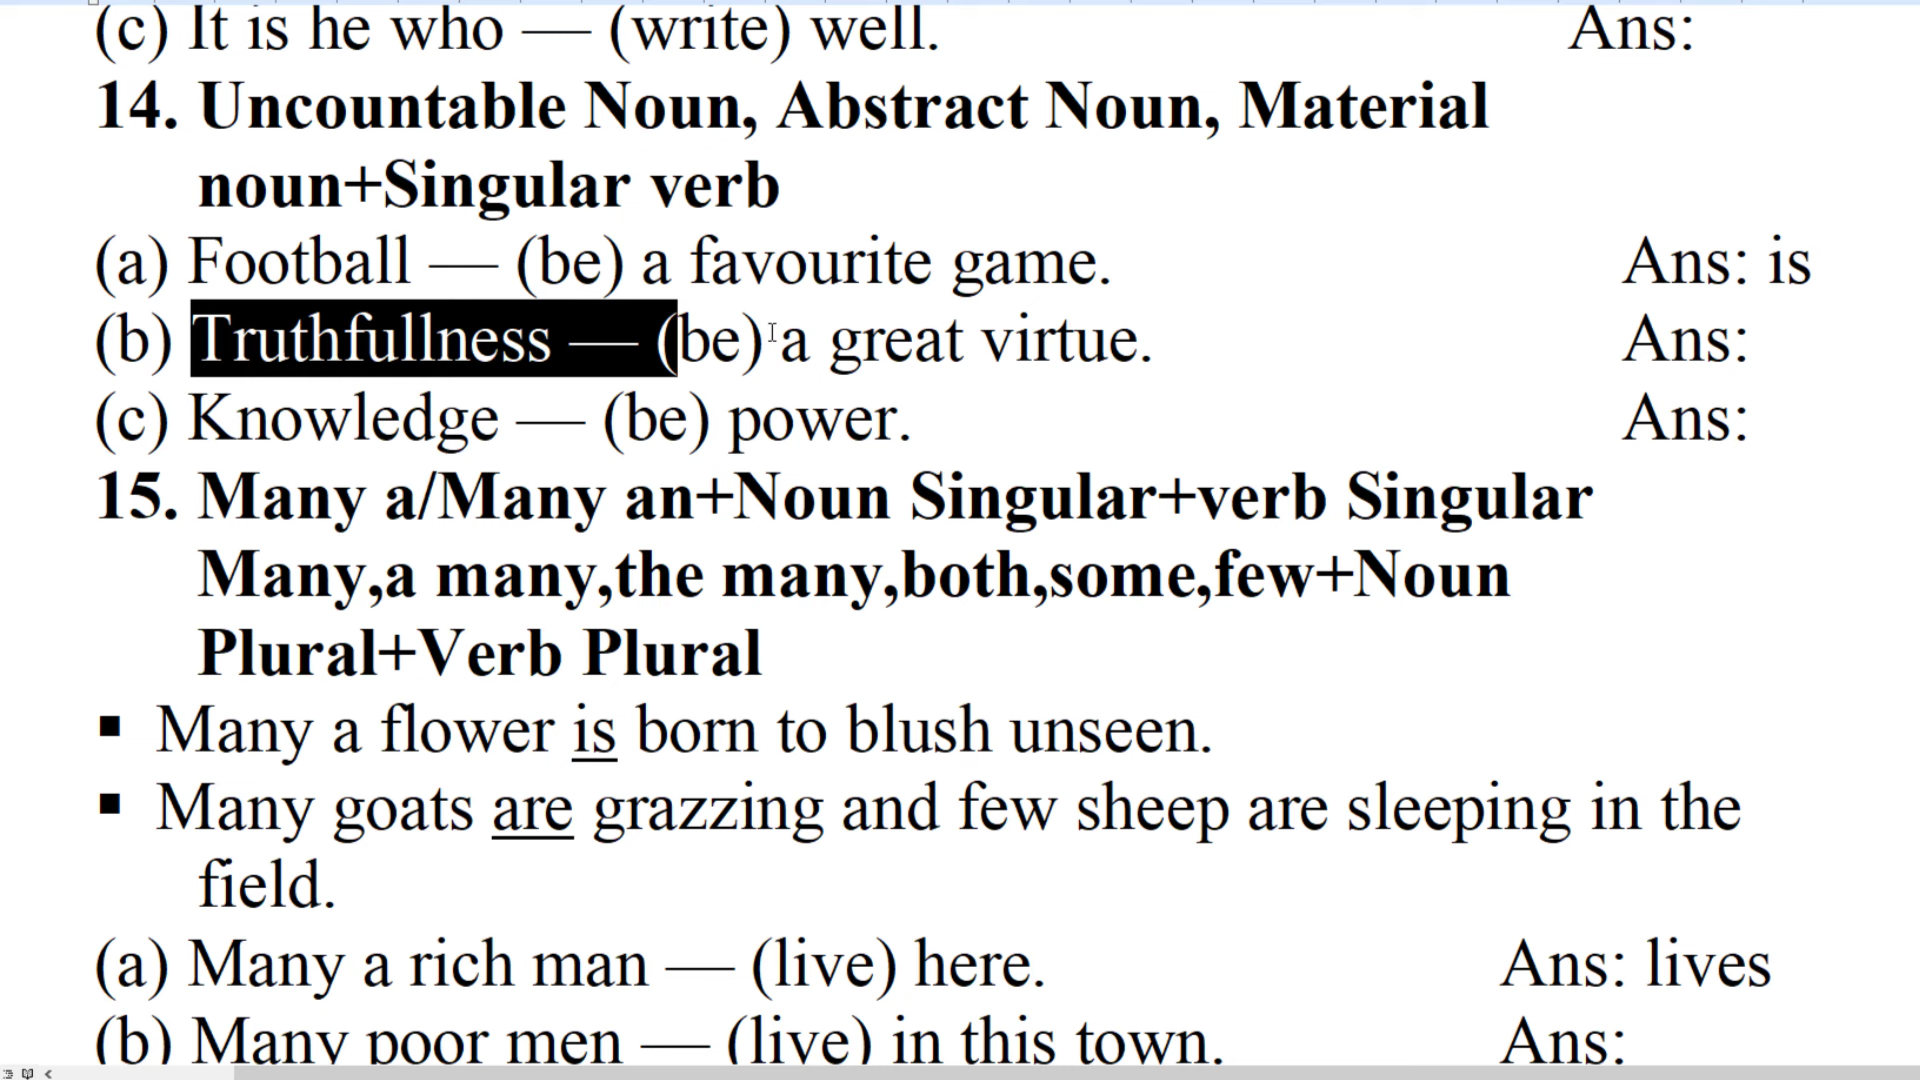 (c) It is he who — (write) well. Ans:
14. Uncountable Noun, Abstract Noun, Material
noun+Singular verb
(a) Football — (be) a favourite game. Ans: is
(b) Truthfullness — (be) a great virtue. Ans:
(c) Knowledge — (be) power. Ans:
15. Many a/Many an+Noun Singular+verb Singular
Many,a many,the many,both,some,few+Noun
Plural+Verb Plural
▪ Many a flower is born to blush unseen.
▪ Many goats are grazzing and few sheep are sleeping in the
field.
(a) Many a rich man — (live) here. Ans: lives
(b) Many poor men — (live) in this town. Ans: